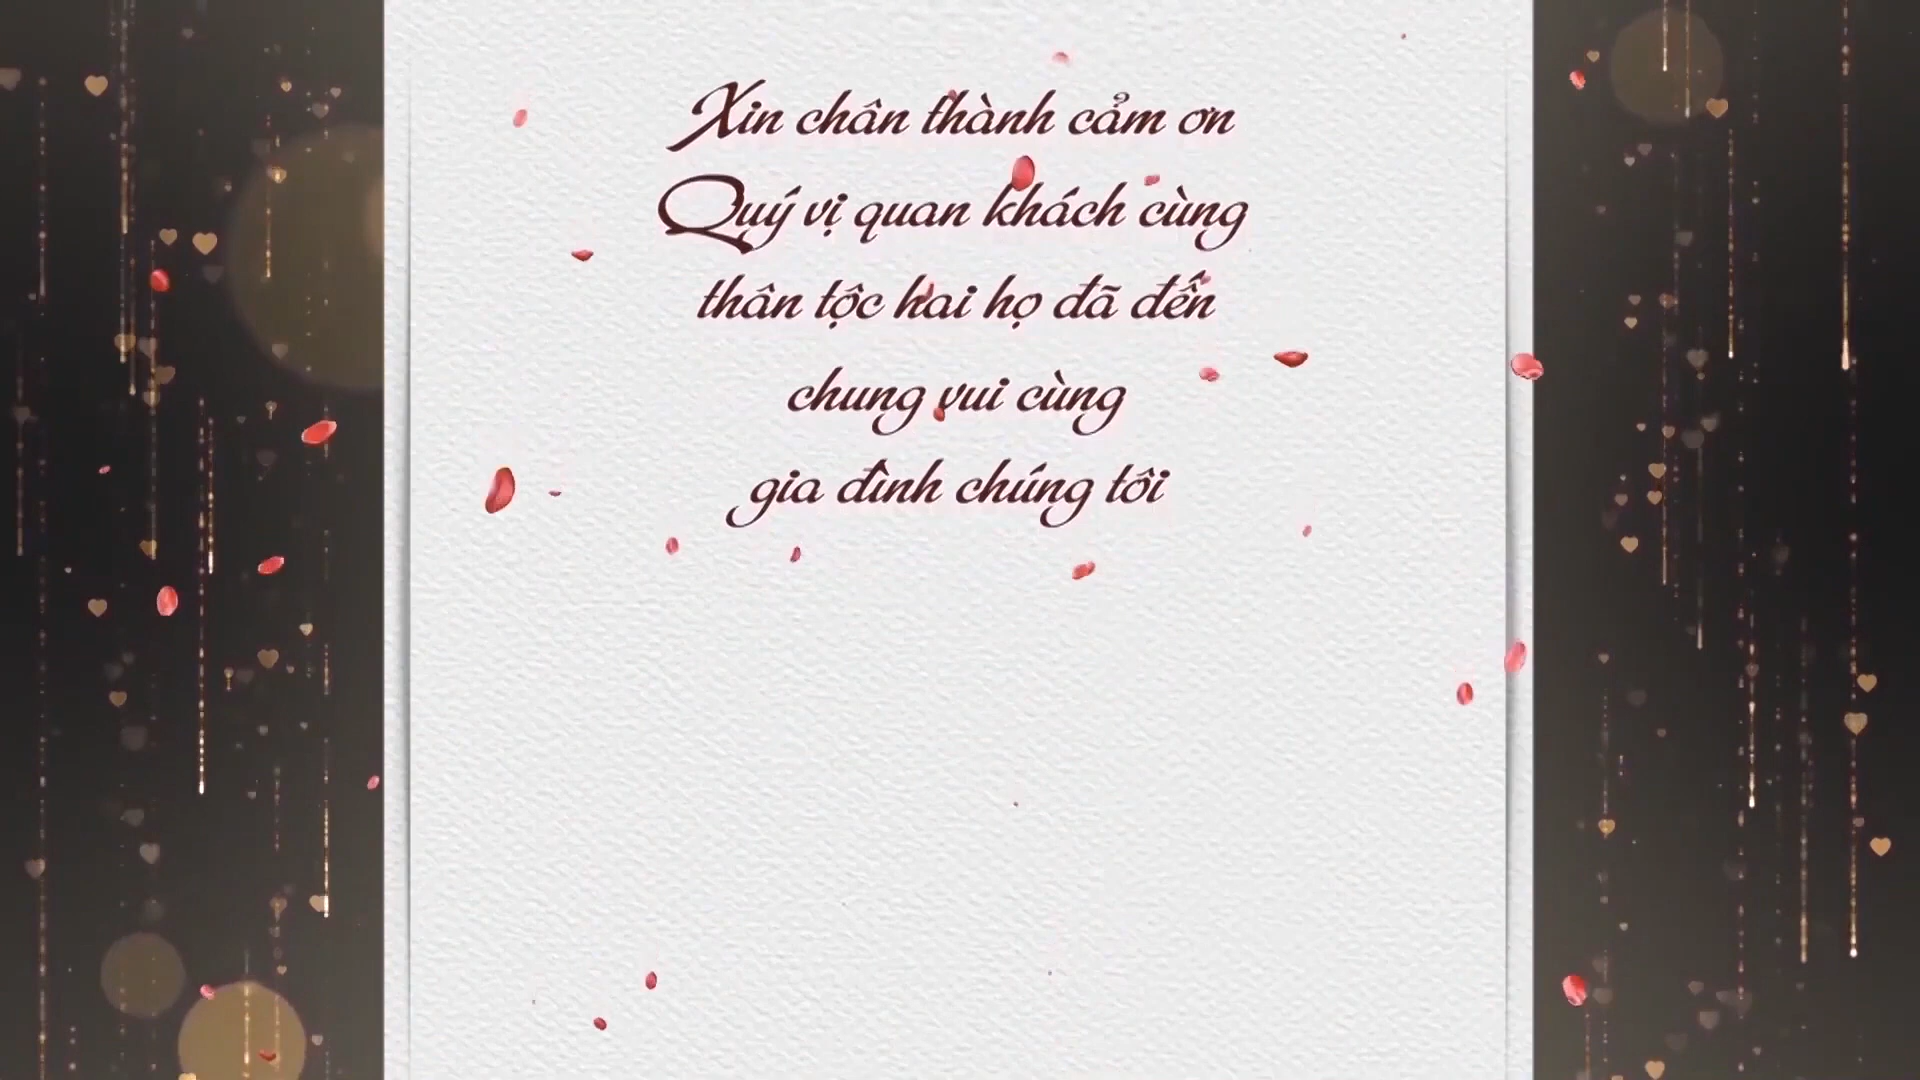 Xin chân thành cảm ơn
Quý vị quan khách cùng
thân tộc hai họ đã đến
chung vui cùng
gia đình chúng tôi